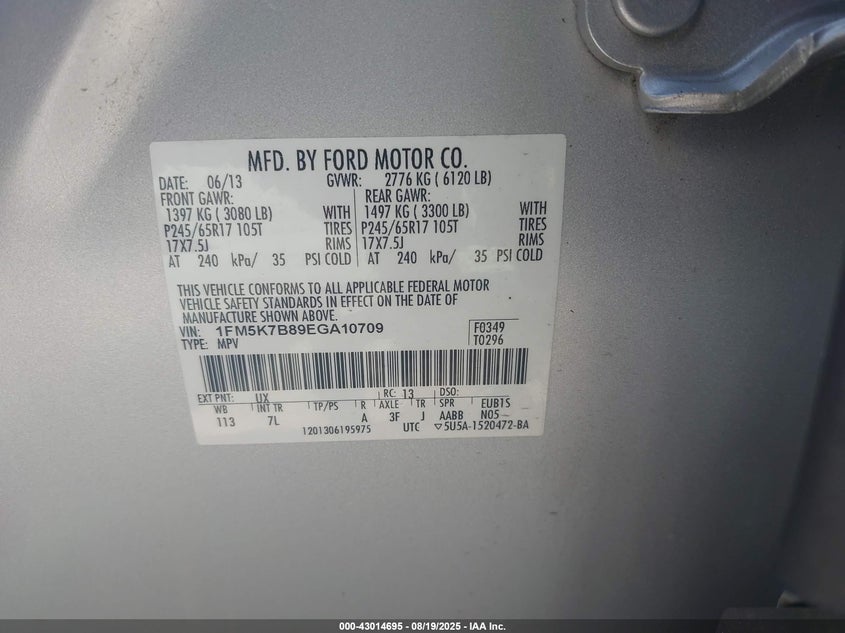 MFD. BY FORD MOTOR CO.
DATE: 06/13 GVWR: 2776 KG ( 6120 LB)
FRONT GAWR: REAR GAWR:
1397 KG ( 3080 LB) WITH 1497 KG ( 3300 LB) WITH
P245/65R17 105T TIRES P245/65R17 105T TIRES
17X7.5J RIMS 17X7.5J RIMS
AT 240 kPa/ 35 PSI COLD AT 240 kPa/ 35 PSI COLD
THIS VEHICLE CONFORMS TO ALL APPLICABLE FEDERAL MOTOR
VEHICLE SAFETY STANDARDS IN EFFECT ON THE DATE OF
MANUFACTURE SHOWN ABOVE.
VIN: 1FM5K7B89EGA10709 F0349
TYPE: MPV T0296
EXT PNT: UX RC: 13 DSO:
WB INT TR TP/PS R AXLE TR SPR EUB1S
113 7L A 3F J AABB N05
1201306195975 UTC ▽5U5A-1520472-BA
000-43014695 - 08/19/2025 - IAA Inc.